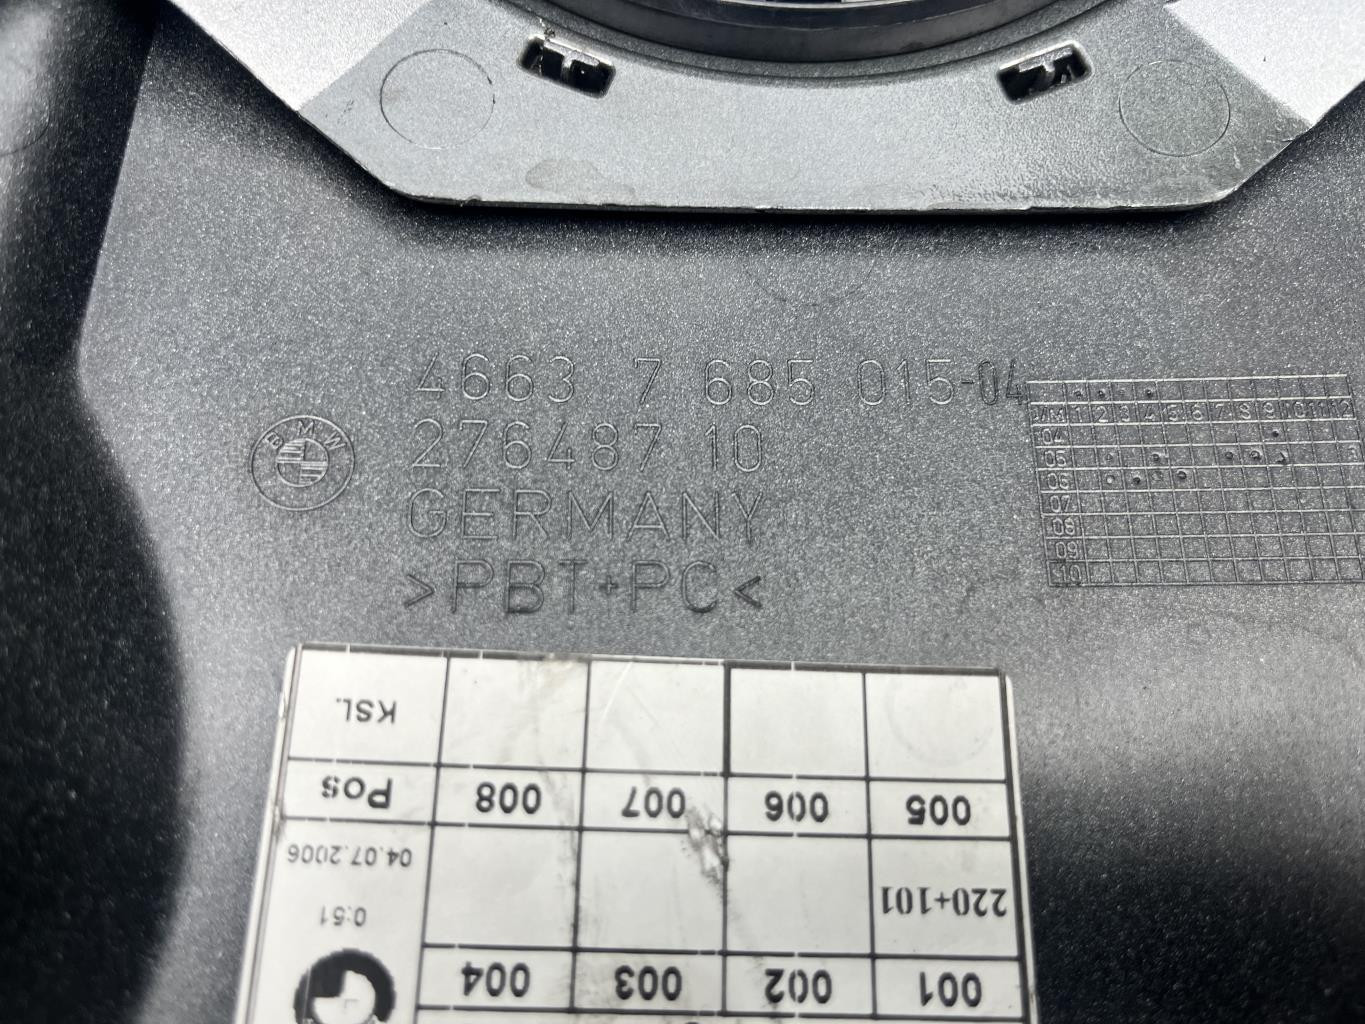 4663 7 685 015-04
BMW
276487 10
GERMANY
>PBT+PC<
J/M 1 2 3 4 5 6 7 8 9 10 11 12
04
05
06
07
08
09
10
001 002 003 004
220+101
0:51
04.07.2006
005 006 007 008 Pos
KSL.